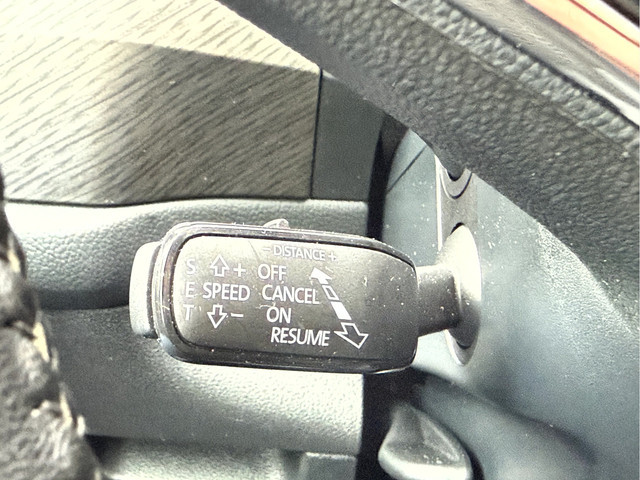 - DISTANCE +
S + OFF
E SPEED CANCEL
T - ON
RESUME